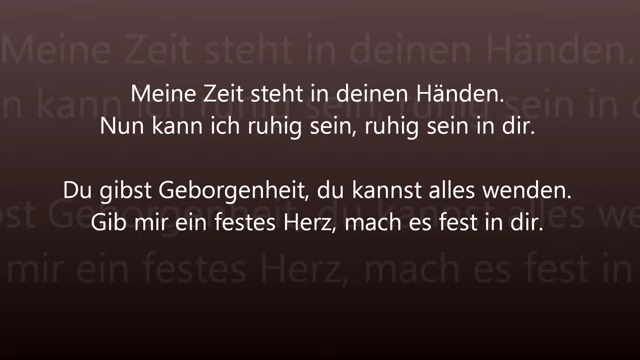 Meine Zeit steht in deinen Händen.
Nun kann ich ruhig sein, ruhig sein in dir.
Du gibst Geborgenheit, du kannst alles wenden.
Gib mir ein festes Herz, mach es fest in dir.